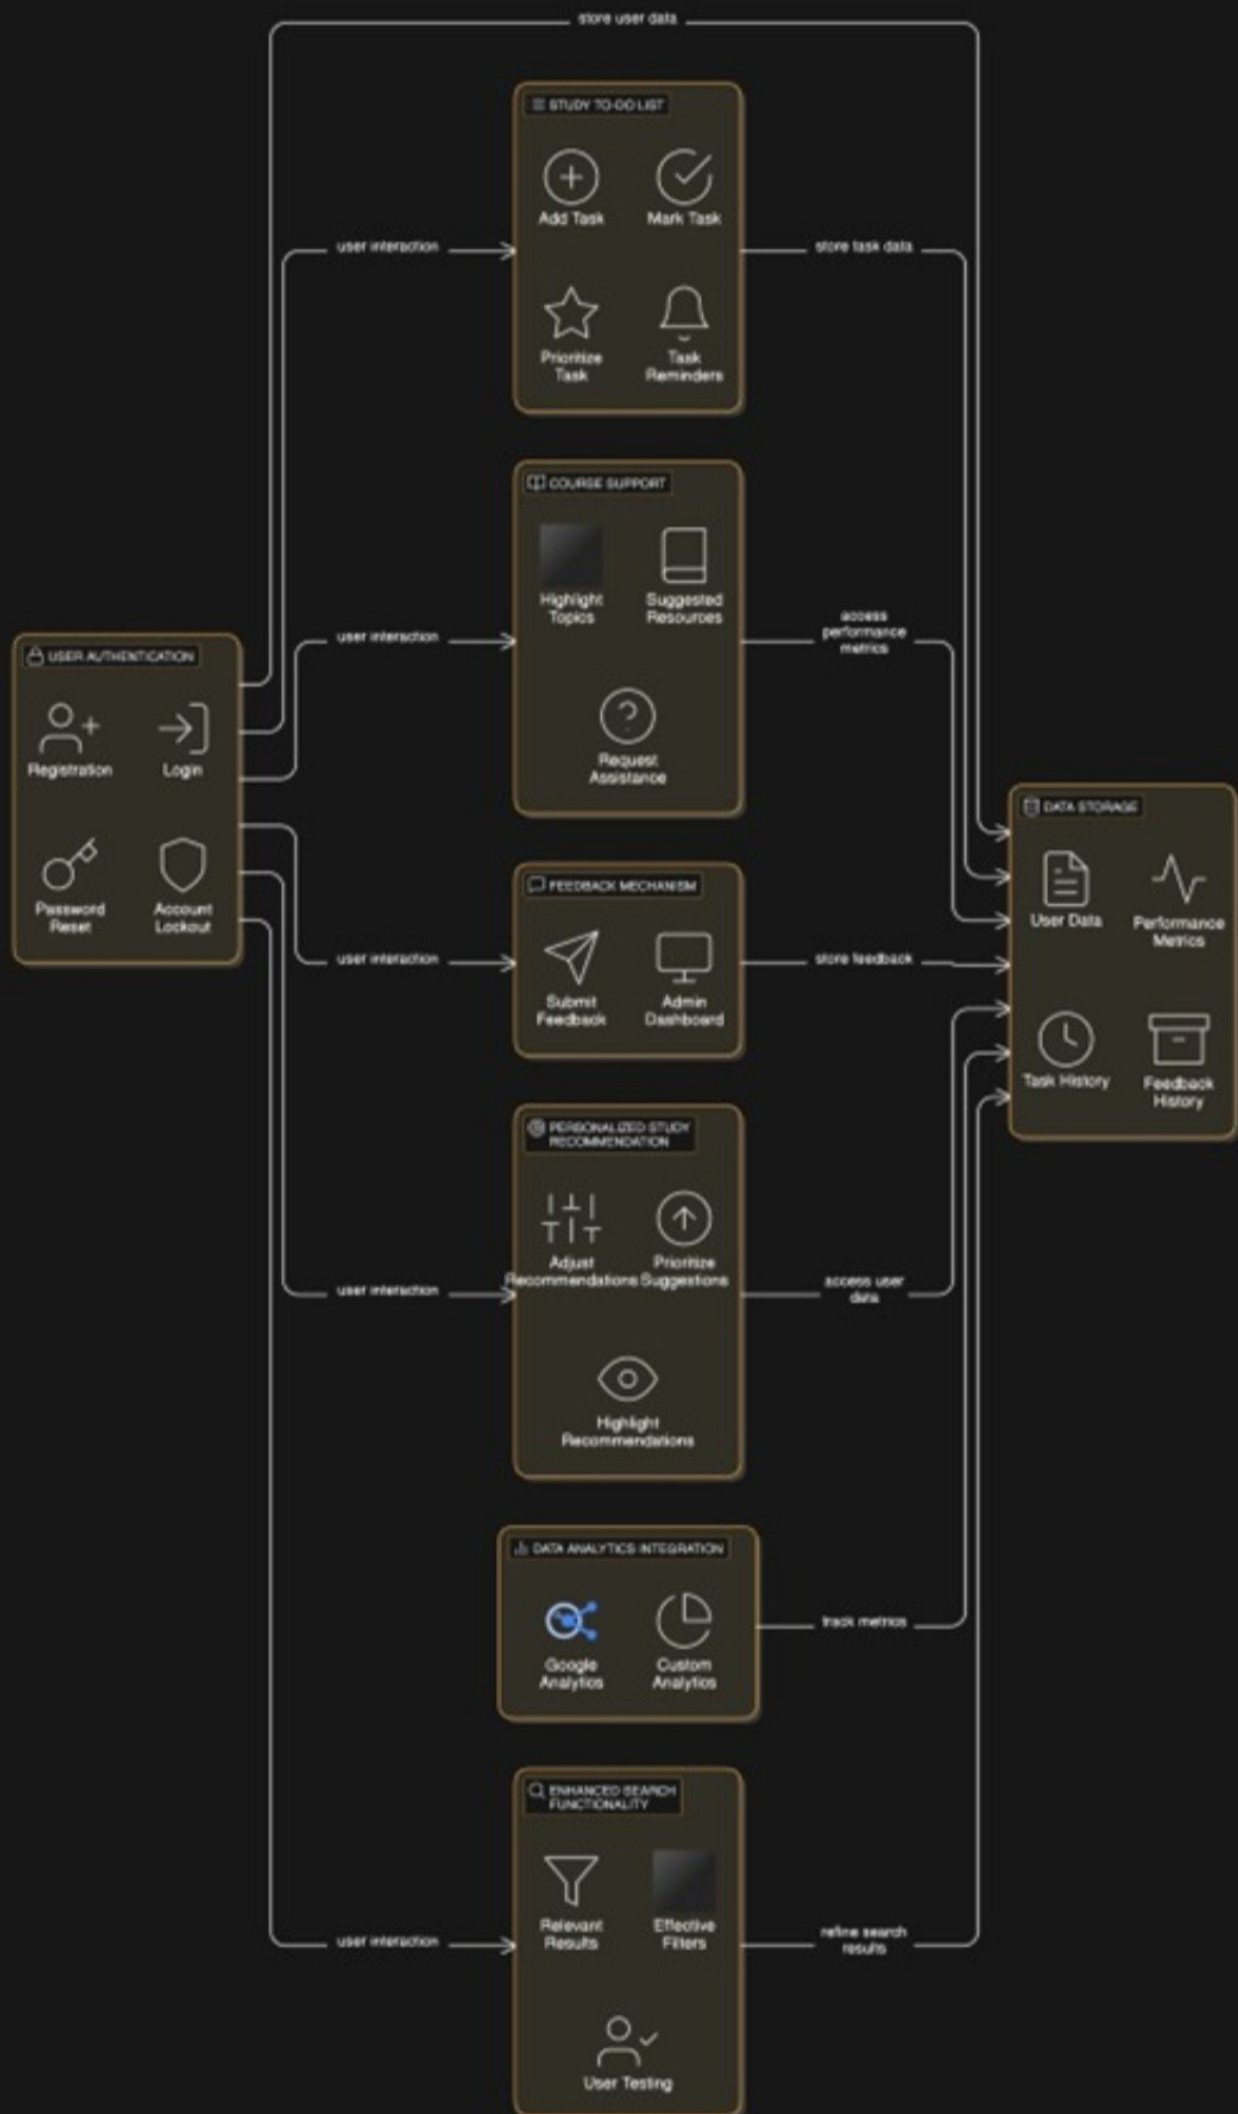 store user data
STUDY TO-DO LIST
Add Task
Mark Task
user interaction
store task data
Prioritize
Task
Task
Reminders
COURSE SUPPORT
Highlight
Topics
Suggested
Resources
user interaction
access
performance
metrics
Request
Assistance
USER AUTHENTICATION
Registration
Login
Password
Reset
Account
Lockout
FEEDBACK MECHANISM
user interaction
Submit
Feedback
Admin
Dashboard
store feedback
DATA STORAGE
User Data
Performance
Metrics
Task History
Feedback
History
PERSONALIZED STUDY
RECOMMENDATION
Adjust
Recommendations
Prioritize
Suggestions
user interaction
access user
data
Highlight
Recommendations
DATA ANALYTICS INTEGRATION
Google
Analytics
Custom
Analytics
track metrics
ENHANCED SEARCH
FUNCTIONALITY
Relevant
Results
Effective
Filters
user interaction
refine search
results
User Testing